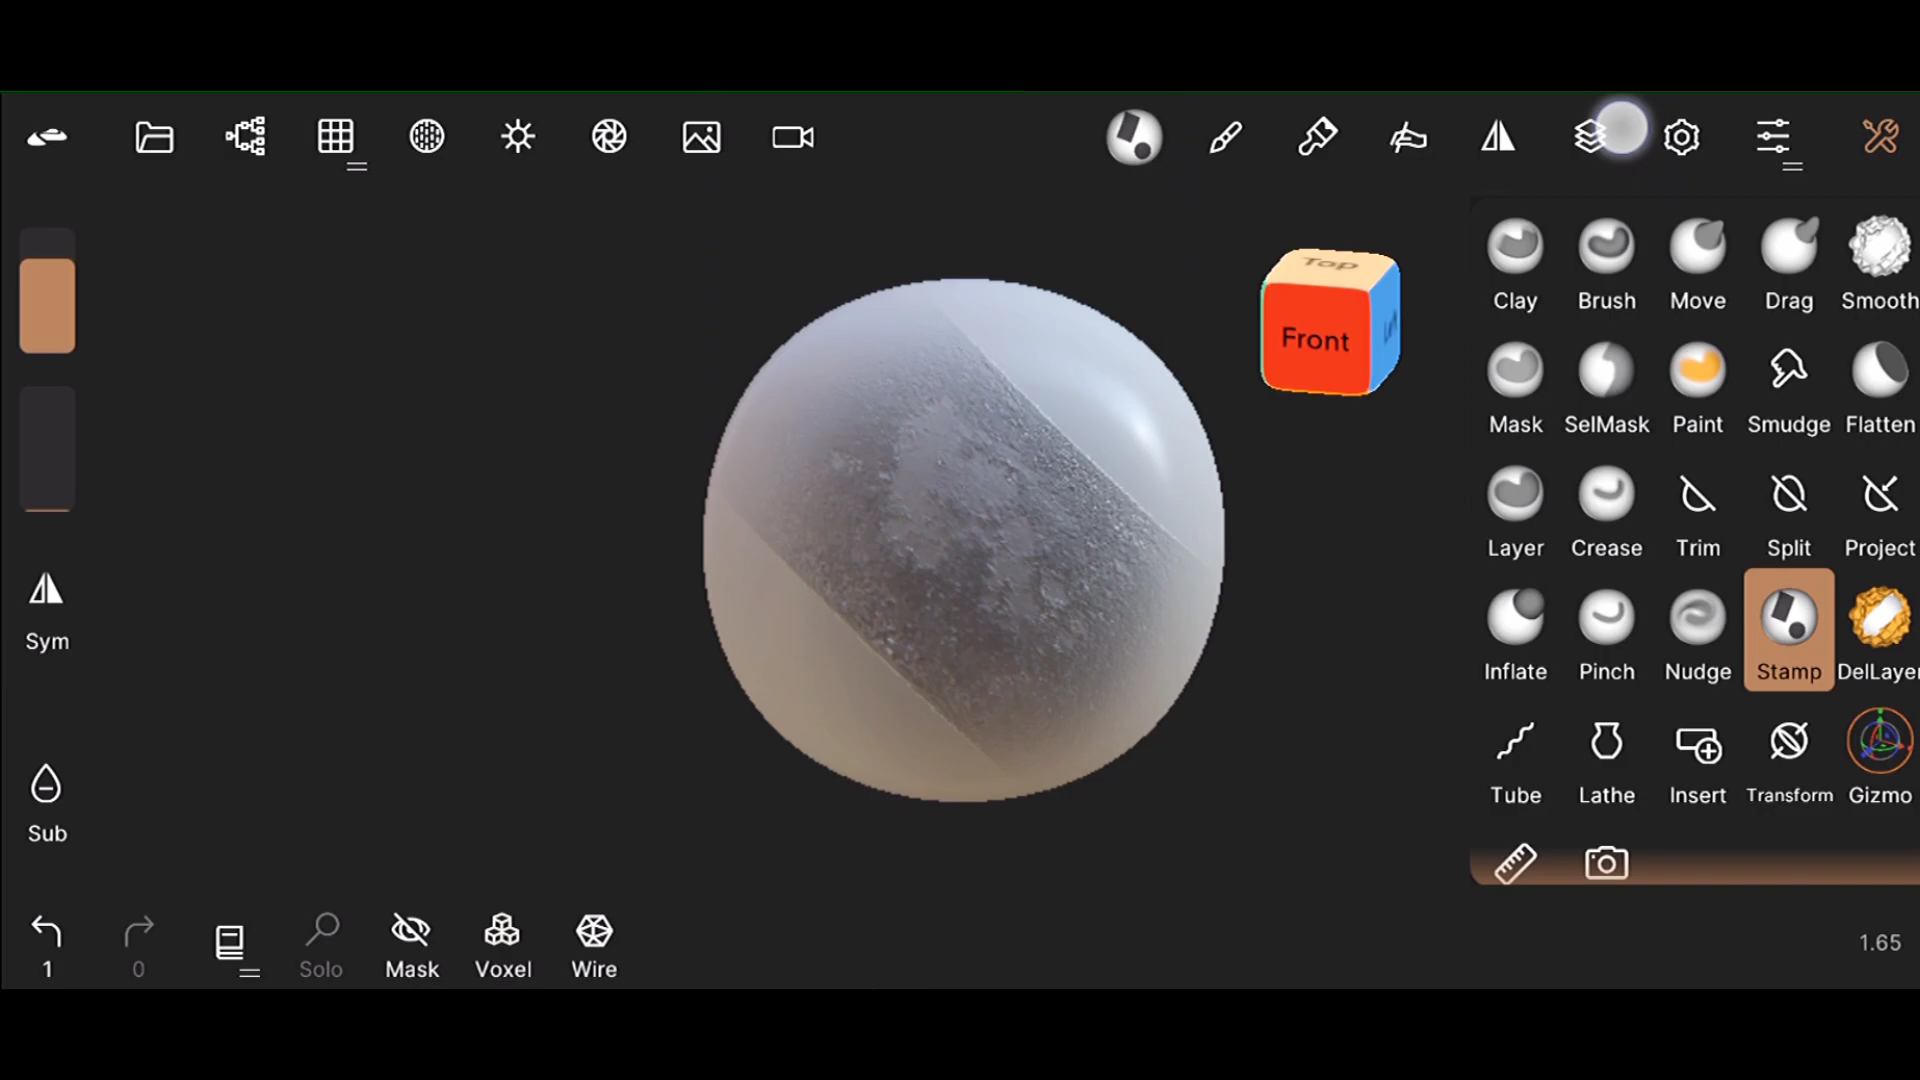 Top
Front
Left
Clay Brush Move Drag Smooth
Mask SelMask Paint Smudge Flatten
Layer Crease Trim Split Project
Inflate Pinch Nudge Stamp DelLayer
Tube Lathe Insert Transform Gizmo
Sym
Sub
1 0 Solo Mask Voxel Wire
1.65